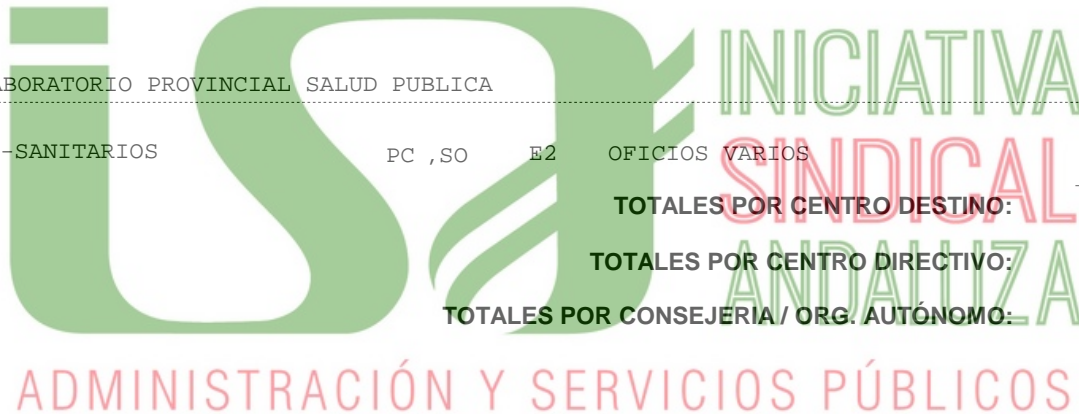 isa
INICIATIVA
ABORATORIO PROVINCIAL SALUD PUBLICA
-SANITARIOS PC ,SO E2 OFICIOS VARIOS
SINDICAL
TOTALES POR CENTRO DESTINO:
TOTALES POR CENTRO DIRECTIVO:
ANDALUZA
TOTALES POR CONSEJERIA / ORG. AUTÓNOMO:
ADMINISTRACIÓN Y SERVICIOS PÚBLICOS